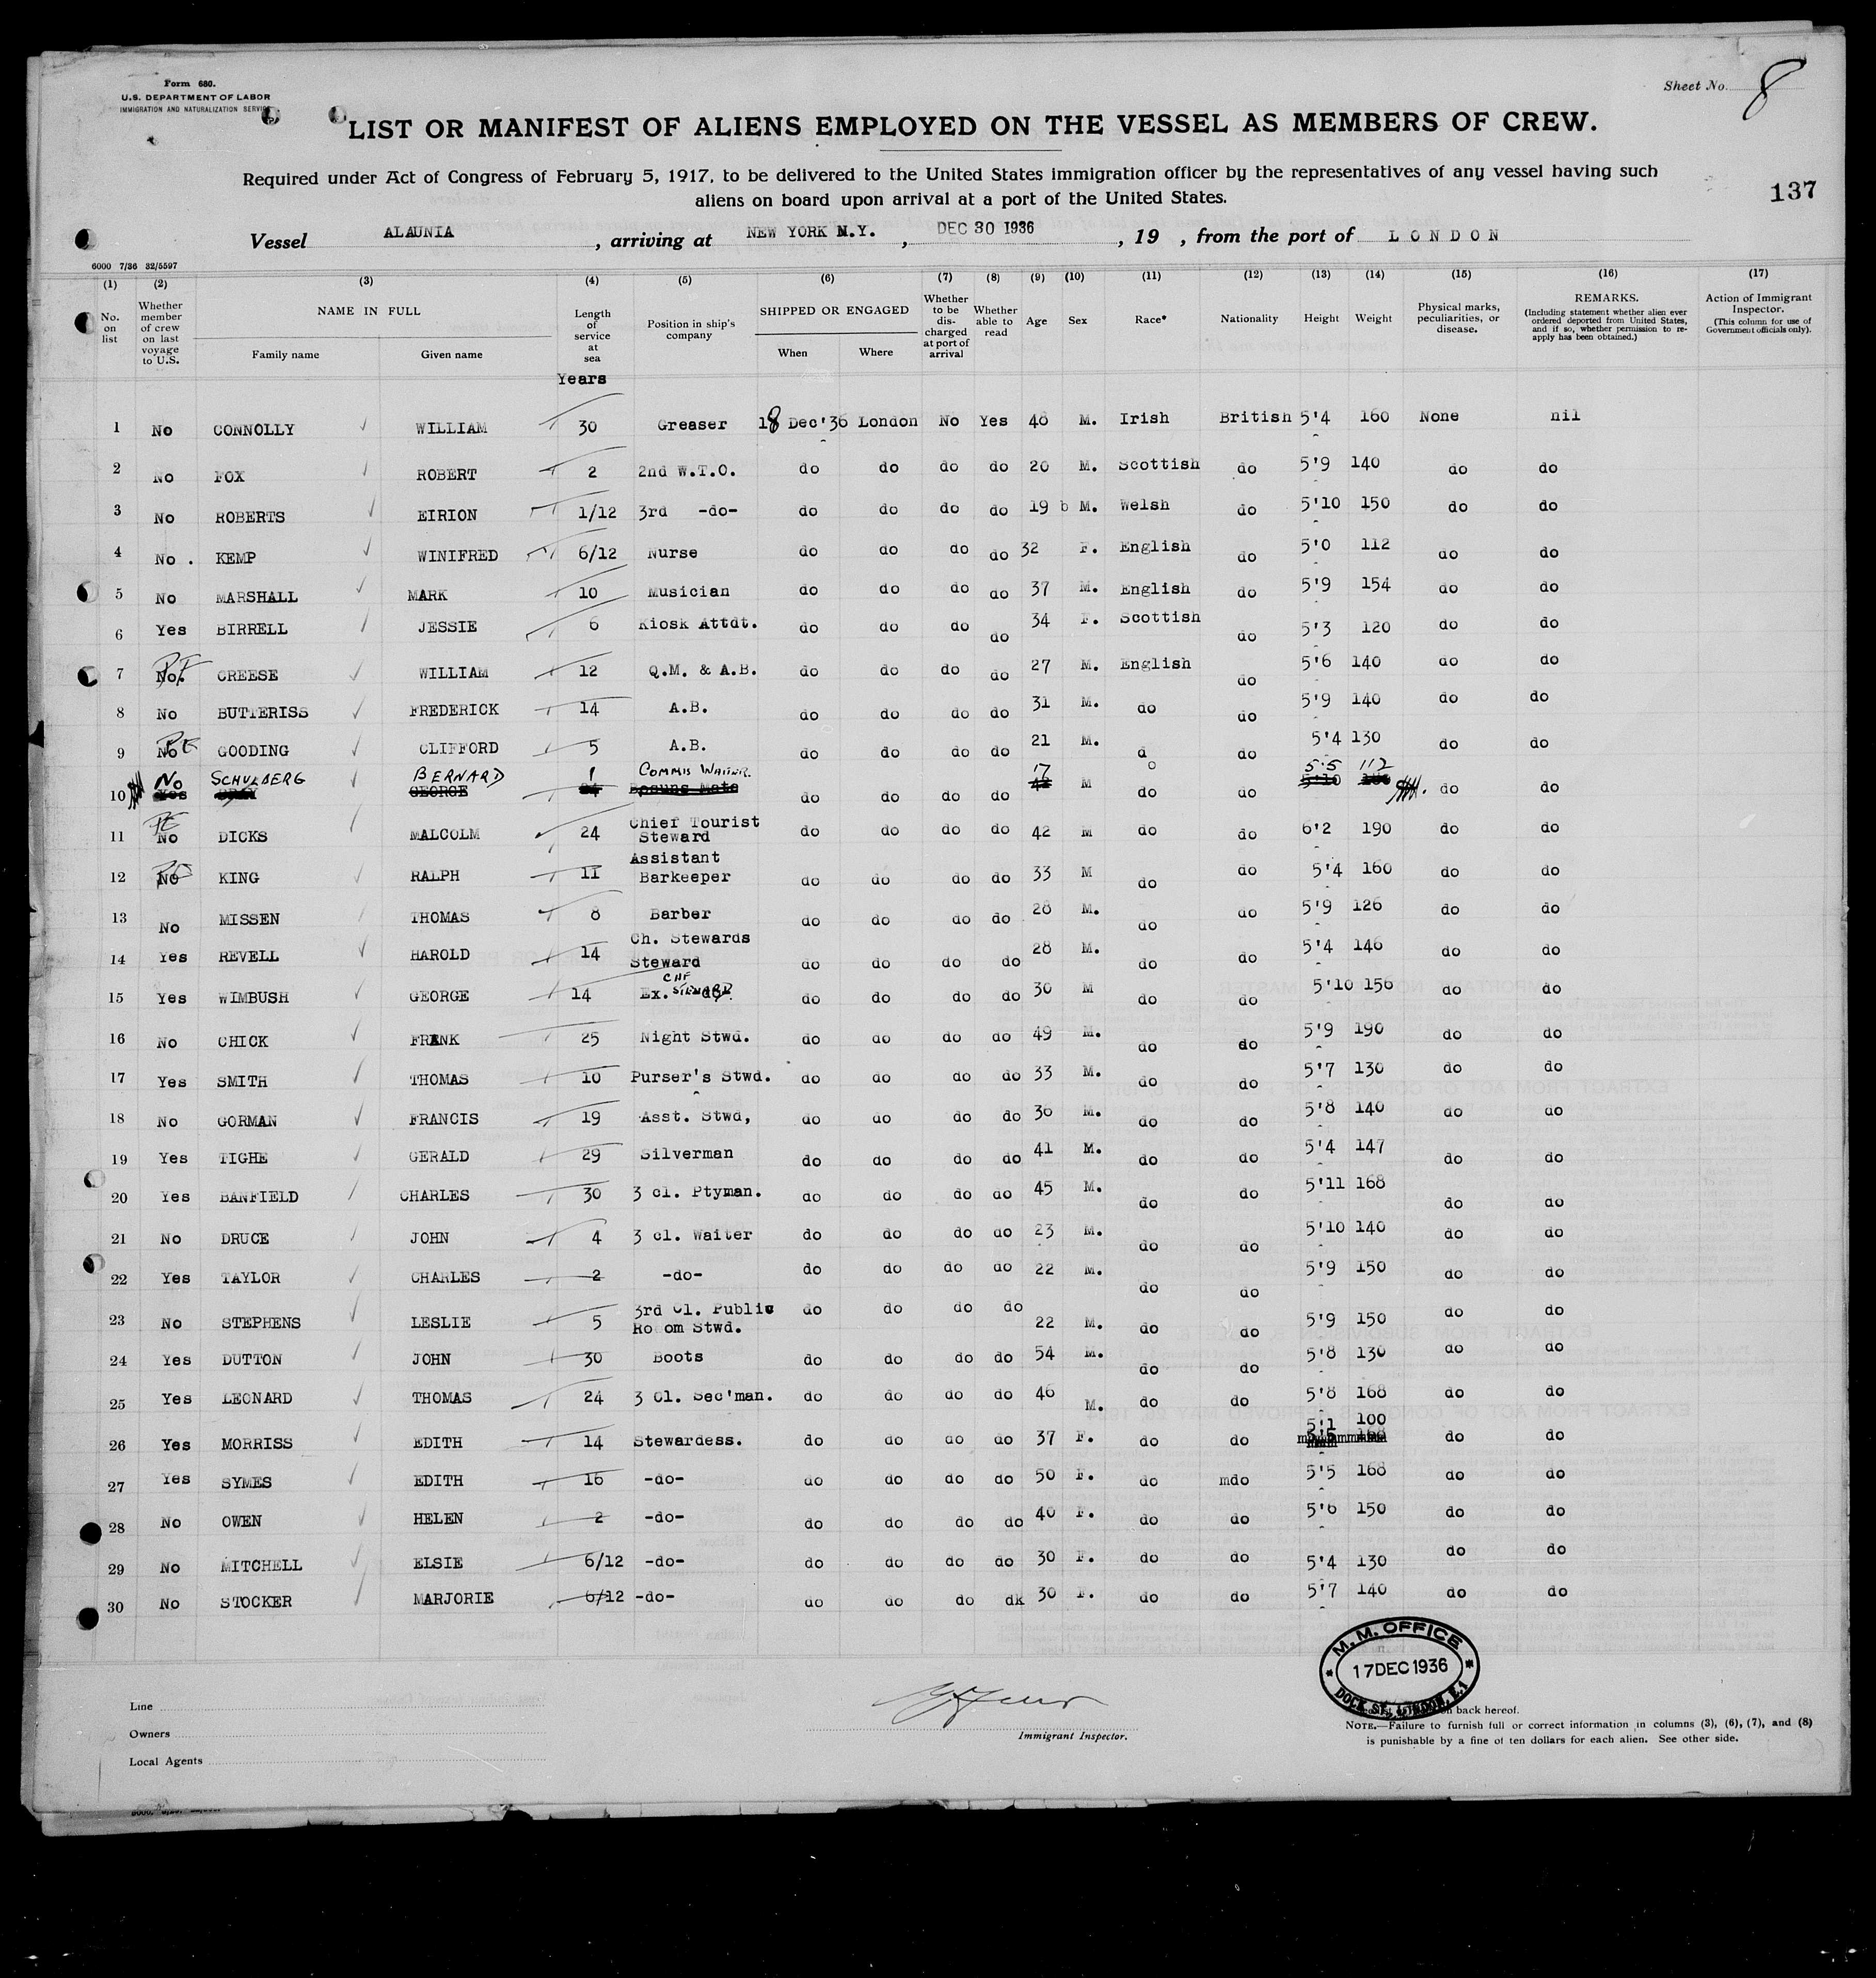 Form 680.
U.S. DEPARTMENT OF LABOR
IMMIGRATION AND NATURALIZATION SERVICE
Sheet No. 8
LIST OR MANIFEST OF ALIENS EMPLOYED ON THE VESSEL AS MEMBERS OF CREW.
Required under Act of Congress of February 5, 1917, to be delivered to the United States immigration officer by the representatives of any vessel having such
aliens on board upon arrival at a port of the United States.
137
Vessel ALAUNIA , arriving at NEW YORK N.Y. , DEC 30 1936 , 19 , from the port of LONDON
6000 7/36 32/5597
(1) (2) (3) (4) (5) (6) (7) (8) (9) (10) (11) (12) (13) (14) (15) (16) (17)
No. on list
Whether member of crew on last voyage to U.S.
NAME IN FULL
Family name
Given name
Length of service at sea
Years
Position in ship's company
SHIPPED OR ENGAGED
When
Where
Whether to be discharged at port of arrival
Whether able to read
Age
Sex
Race*
Nationality
Height
Weight
Physical marks, peculiarities, or disease.
REMARKS.
(Including statement whether alien ever ordered deported from United States, and if so, whether permission to re-apply has been obtained.)
Action of Immigrant Inspector.
(This column for use of Government officials only).
1 No CONNOLLY WILLIAM 30 Greaser 18 Dec'36 London No Yes 48 M. Irish British 5'4 160 None nil
2 No FOX ROBERT 2 2nd W.T.O. do do do do 20 M. Scottish do 5'9 140 do do
3 No ROBERTS EIRION 1/12 3rd -do- do do do do 19 b M. Welsh do 5'10 150 do do
4 No . KEMP WINIFRED 6/12 Nurse do do do do 32 F. English do 5'0 112 do do
5 No MARSHALL MARK 10 Musician do do do do 37 M. English do 5'9 154 do do
6 Yes BIRRELL JESSIE 6 Kiosk Attdt. do do do do 34 F. Scottish do 5'3 120 do do
7 No. CREESE WILLIAM 12 Q.M. & A.B. do do do do 27 M. English do 5'6 140 do do
8 No BUTTERISS FREDERICK 14 A.B. do do do do 31 M. do do 5'9 140 do do
9 No GOODING CLIFFORD 5 A.B. do do do do 21 M. do do 5'4 130 do do
10 No SCHULBERG BERNARD 1 COMMIS WAITER. do do do do 17 M do do 5'5 112 do do
Yes GRAY GEORGE 24 Bosuns Mate 42 5'10
11 No DICKS MALCOLM 24 Chief Tourist Steward do do do do 42 M do do 6'2 190 do do
12 No KING RALPH 11 Assistant Barkeeper do do do do 33 M do do 5'4 160 do do
13 No MISSEN THOMAS 8 Barber do do do do 28 M. do do 5'9 126 do do
14 Yes REVELL HAROLD 14 Ch. Stewards Steward do do do do 28 M. do do 5'4 146 do do
15 Yes WIMBUSH GEORGE 14 Ex. CHF STEWARD do do do do 30 M do do 5'10 156 do do
16 No CHICK FRANK 25 Night Stwd. do do do do 49 M. do do 5'9 190 do do
17 Yes SMITH THOMAS 10 Purser's Stwd. do do do do 33 M. do do 5'7 130 do do
18 No GORMAN FRANCIS 19 Asst. Stwd, do do do do 36 M. do do 5'8 140 do do
19 Yes TIGHE GERALD 29 Silverman do do do do 41 M. do do 5'4 147 do do
20 Yes BANFIELD CHARLES 30 3 cl. Ptyman. do do do do 45 M. do do 5'11 168 do do
21 No DRUCE JOHN 4 3 cl. Waiter do do do do 23 M. do do 5'10 140 do do
22 Yes TAYLOR CHARLES 2 -do- do do do do 22 M. do do 5'9 150 do do
23 No STEPHENS LESLIE 5 3rd Cl. Public Room Stwd. do do do do 22 M. do do 5'9 150 do do
24 Yes DUTTON JOHN 30 Boots do do do do 54 M. do do 5'8 130 do do
25 Yes LEONARD THOMAS 24 3 Cl. Sec'man. do do do do 46 M. do do 5'8 168 do do
26 Yes MORRISS EDITH 14 Stewardess. do do do do 37 F. do do 5'1 100 do do
27 Yes SYMES EDITH 16 -do- do do do do 50 F. do mdo 5'5 168 do do
28 No OWEN HELEN 2 -do- do do do do 40 F. do do 5'6 150 do do
29 No MITCHELL ELSIE 6/12 -do- do do do do 30 F. do do 5'4 130 do do
30 No STOCKER MARJORIE 6/12 -do- do do do dk 30 F. do do 5'7 140 do do
M. M. OFFICE
17 DEC 1936
DOCK ST., LONDON, E.1
Line
Owners
Local Agents
Immigrant Inspector.
back hereof.
NOTE.—Failure to furnish full or correct information in columns (3), (6), (7), and (8)
is punishable by a fine of ten dollars for each alien. See other side.